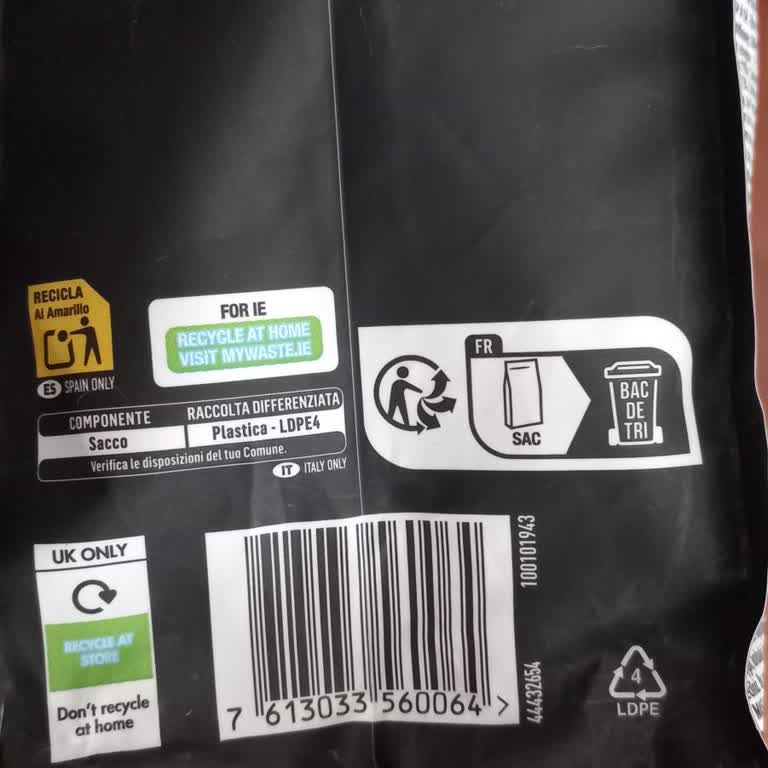 RECICLA
Al Amarillo
ES SPAIN ONLY
FOR IE
RECYCLE AT HOME
VISIT MYWASTE.IE
COMPONENTE RACCOLTA DIFFERENZIATA
Sacco Plastica - LDPE4
Verifica le disposizioni del tuo Comune.
IT ITALY ONLY
FR
SAC
BAC
DE
TRI
UK ONLY
RECYCLE AT
STORE
Don't recycle
at home
7 613033 560064 >
100101943
44432654
4
LDPE